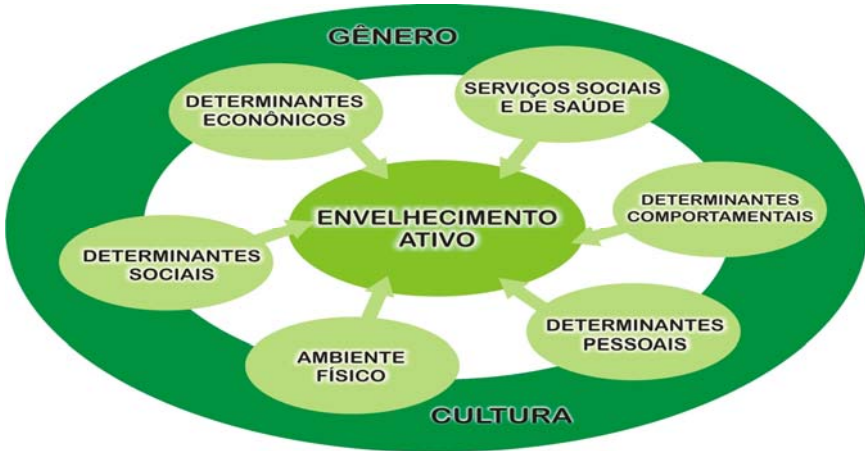 GÊNERO
DETERMINANTES
ECONÔMICOS
SERVIÇOS SOCIAIS
E DE SAÚDE
ENVELHECIMENTO
ATIVO
DETERMINANTES
COMPORTAMENTAIS
DETERMINANTES
SOCIAIS
AMBIENTE
FÍSICO
DETERMINANTES
PESSOAIS
CULTURA